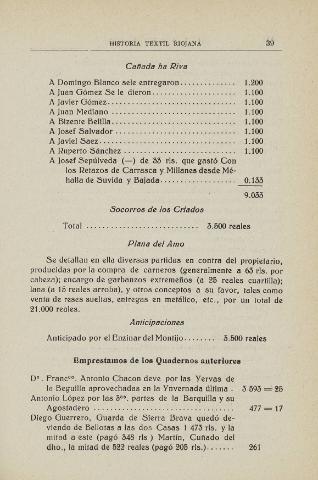 HISTORIA TEXTIL RIOJANA 39
Cañada ha Riva
A Domingo Blanco sele entregaron.............. 1.200
A Juan Gómez Se le dieron.................... 1.100
A Javier Gómez.............................. 1.100
A Juan Mediano ............................. 1.100
A Bizente Belilla............................. 1.100
A Josef Salvador ............................ 1.100
A Javiel Saez................................ 1.100
A Ruperto Sánchez .......................... 1.100
A Josef Sepúlveda (—) de 33 rls. que gastó Con
los Retazos de Carrasca y Millanes desde Mé-
halla de Suvida y Bajada.................. 0.133
9.033
Socorros de los Criados
Total ........................... 3.500 reales
Plana del Amo
Se detallan en ella diversas partidas en contra del propietario,
producidas por la compra de carneros (generalmente a 63 rls. por
cabeza); encargo de garbanzos extremeños (a 25 reales cuartilla);
lana (a 15 reales arroba), y otros conceptos a su favor, tales como
venta de reses sueltas, entregas en metálico, etc., por un total de
21.000 reales.
Anticipaciones
Anticipado por el Enzinar del Montijo........ 3.500 reales
Emprestamos de los Quadernos anteriores
Dn. Francco. Antonio Chacon deve por las Yervas de
la Beguilla aprovechadas en la Ynvernada última . 3 593 = 25
Antonio López por las 3as. partes de la Barquilla y su
Agostadero .................................. 477 = 17
Diego Guerrero, Guarda de Sierra Brava quedó de-
viendo de Bellotas a las dos Casas 1 473 rls. y la
mitad a este (pagó 348 rls ) Martín, Cuñado del
dho., la mitad de 522 reales (pagó 205 rls.)....... 261